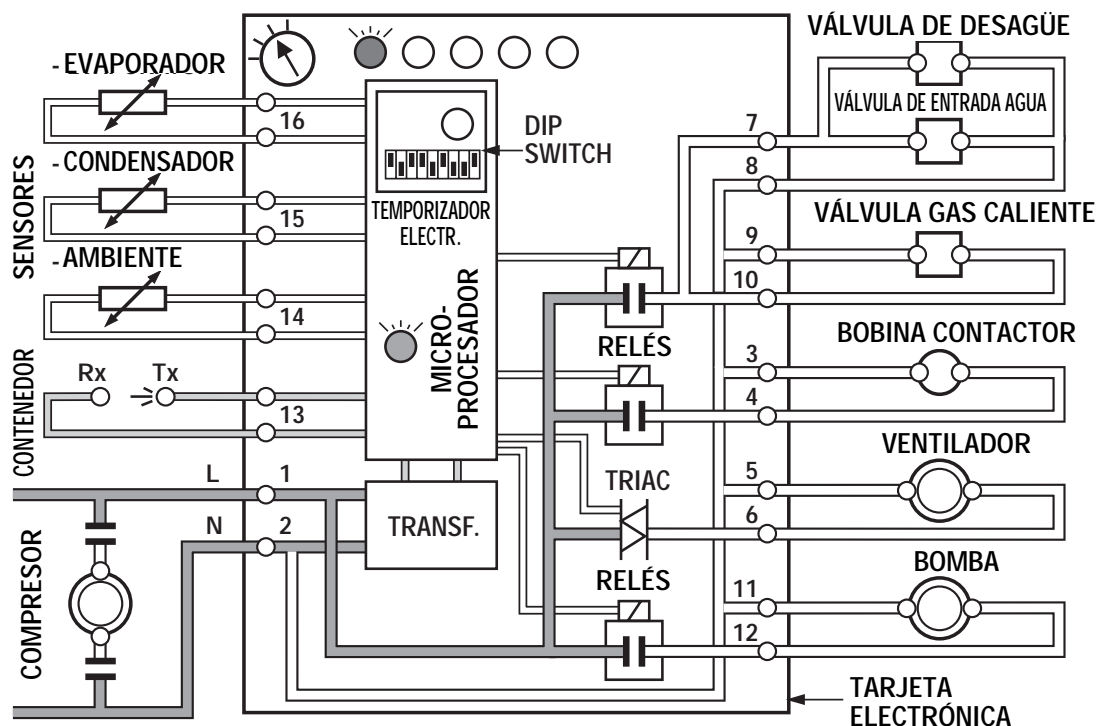 VÁLVULA DE DESAGÜE
- EVAPORADOR
VÁLVULA DE ENTRADA AGUA
16
DIP
SWITCH
7
8
SENSORES
- CONDENSADOR
15
TEMPORIZADOR
ELECTR.
VÁLVULA GAS CALIENTE
9
10
- AMBIENTE
14
MICRO-
PROCESADOR
RELÉS
BOBINA CONTACTOR
3
4
CONTENEDOR
Rx
Tx
13
VENTILADOR
TRIAC
5
6
L
1
N
2
TRANSF.
RELÉS
COMPRESOR
BOMBA
11
12
TARJETA
ELECTRÓNICA